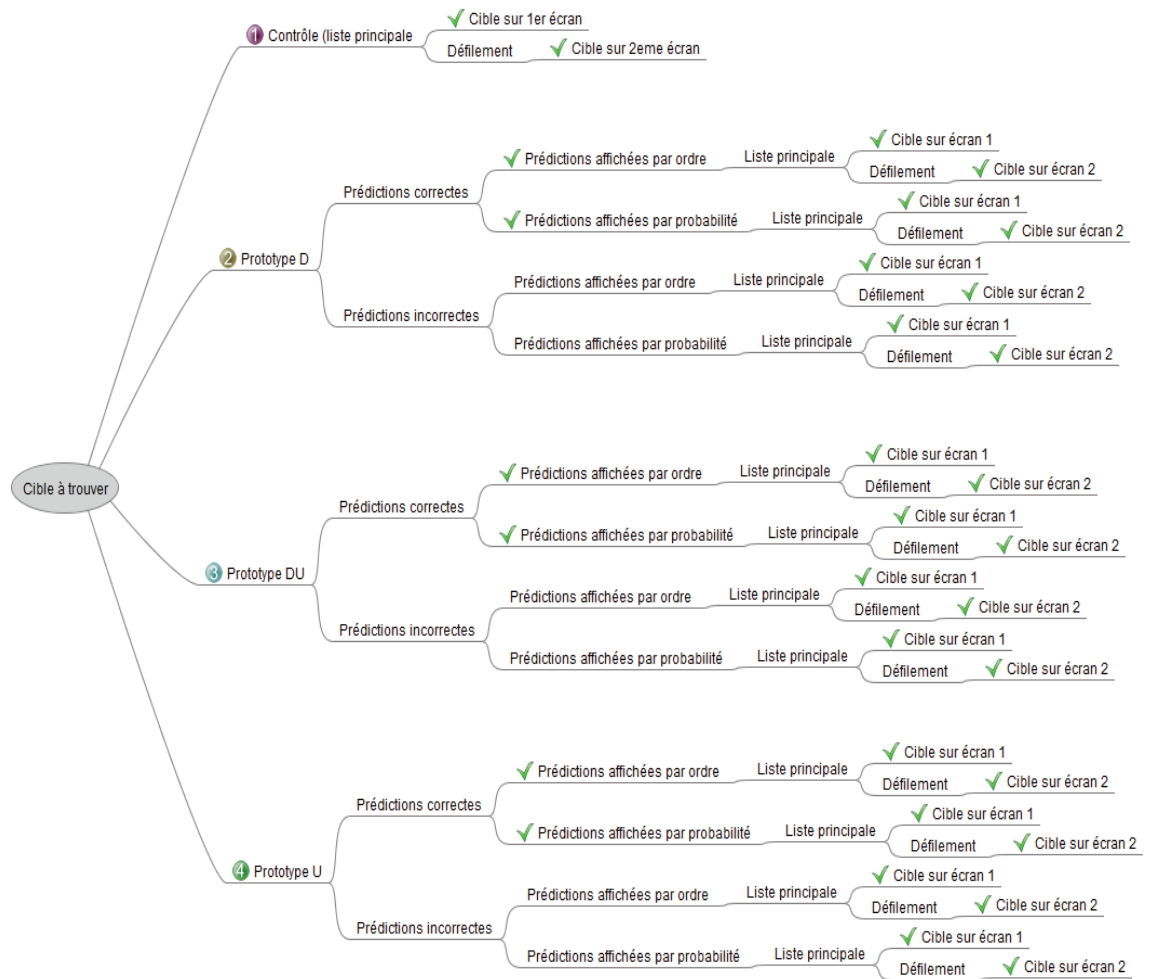 Cible à trouver
1 Contrôle (liste principale
Cible sur 1er écran
Défilement
Cible sur 2eme écran
2 Prototype D
Prédictions correctes
Prédictions affichées par ordre
Liste principale
Cible sur écran 1
Défilement
Cible sur écran 2
Prédictions affichées par probabilité
Liste principale
Cible sur écran 1
Défilement
Cible sur écran 2
Prédictions incorrectes
Prédictions affichées par ordre
Liste principale
Cible sur écran 1
Défilement
Cible sur écran 2
Prédictions affichées par probabilité
Liste principale
Cible sur écran 1
Défilement
Cible sur écran 2
3 Prototype DU
Prédictions correctes
Prédictions affichées par ordre
Liste principale
Cible sur écran 1
Défilement
Cible sur écran 2
Prédictions affichées par probabilité
Liste principale
Cible sur écran 1
Défilement
Cible sur écran 2
Prédictions incorrectes
Prédictions affichées par ordre
Liste principale
Cible sur écran 1
Défilement
Cible sur écran 2
Prédictions affichées par probabilité
Liste principale
Cible sur écran 1
Défilement
Cible sur écran 2
4 Prototype U
Prédictions correctes
Prédictions affichées par ordre
Liste principale
Cible sur écran 1
Défilement
Cible sur écran 2
Prédictions affichées par probabilité
Liste principale
Cible sur écran 1
Défilement
Cible sur écran 2
Prédictions incorrectes
Prédictions affichées par ordre
Liste principale
Cible sur écran 1
Défilement
Cible sur écran 2
Prédictions affichées par probabilité
Liste principale
Cible sur écran 1
Défilement
Cible sur écran 2